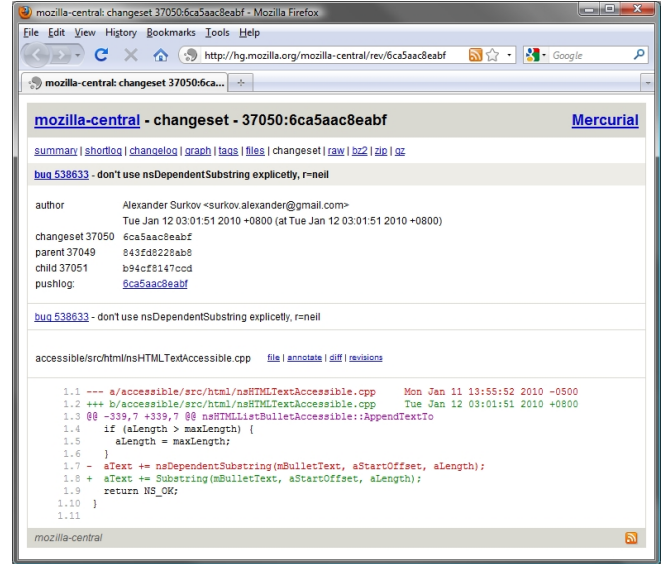 mozilla-central: changeset 37050:6ca5aac8eabf - Mozilla Firefox
File Edit View History Bookmarks Tools Help
http://hg.mozilla.org/mozilla-central/rev/6ca5aac8eabf Google
mozilla-central: changeset 37050:6ca...
mozilla-central - changeset - 37050:6ca5aac8eabf Mercurial
summary | shortlog | changelog | graph | tags | files | changeset | raw | bz2 | zip | gz
bug 538633 - don't use nsDependentSubstring explicetly, r=neil
author Alexander Surkov <surkov.alexander@gmail.com>
Tue Jan 12 03:01:51 2010 +0800 (at Tue Jan 12 03:01:51 2010 +0800)
changeset 37050 6ca5aac8eabf
parent 37049 843fd8228ab8
child 37051 b94cf8147ccd
pushlog: 6ca5aac8eabf
bug 538633 - don't use nsDependentSubstring explicetly, r=neil
accessible/src/html/nsHTMLTextAccessible.cpp file | annotate | diff | revisions
1.1 --- a/accessible/src/html/nsHTMLTextAccessible.cpp Mon Jan 11 13:55:52 2010 -0500
1.2 +++ b/accessible/src/html/nsHTMLTextAccessible.cpp Tue Jan 12 03:01:51 2010 +0800
1.3 @@ -339,7 +339,7 @@ nsHTMLListBulletAccessible::AppendTextTo
1.4 if (aLength > maxLength) {
1.5 aLength = maxLength;
1.6 }
1.7 - aText += nsDependentSubstring(mBulletText, aStartOffset, aLength);
1.8 + aText += Substring(mBulletText, aStartOffset, aLength);
1.9 return NS_OK;
1.10 }
1.11
mozilla-central